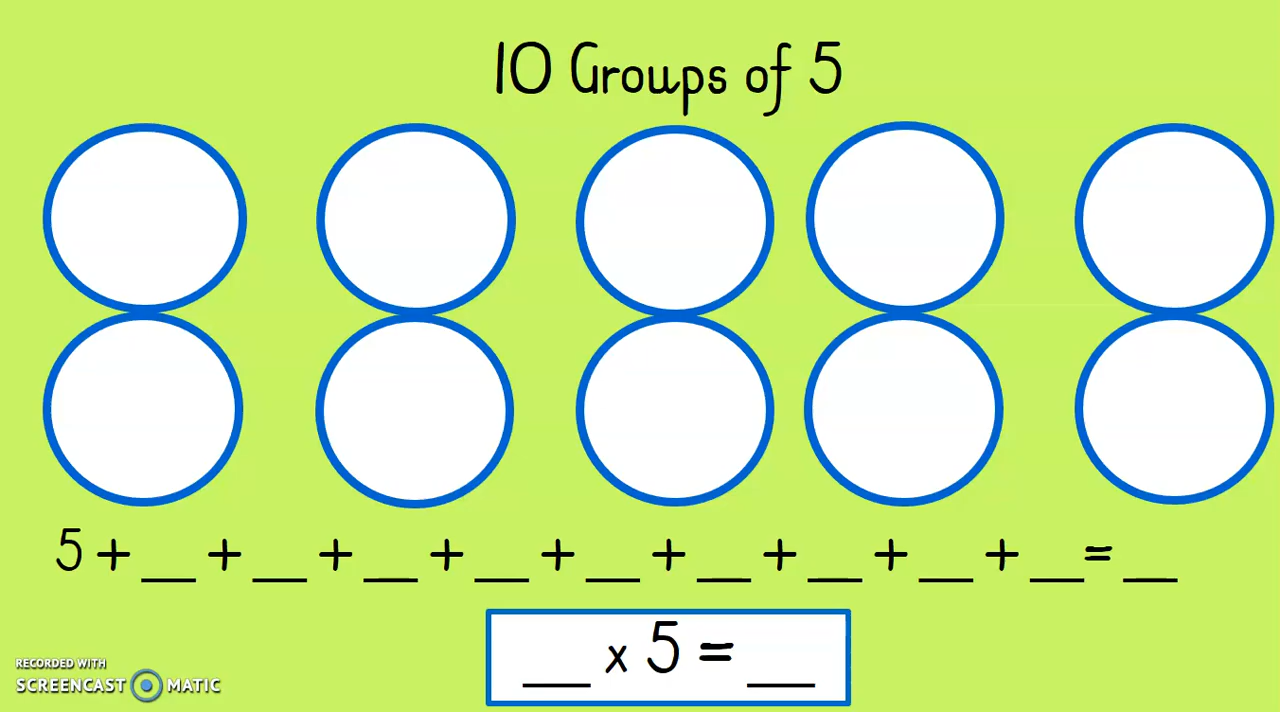 10 Groups of 5
5 + __ + __ + __ + __ + __ + __ + __ + __ + __ = __
__ x 5 = __
RECORDED WITH
SCREENCAST MATIC